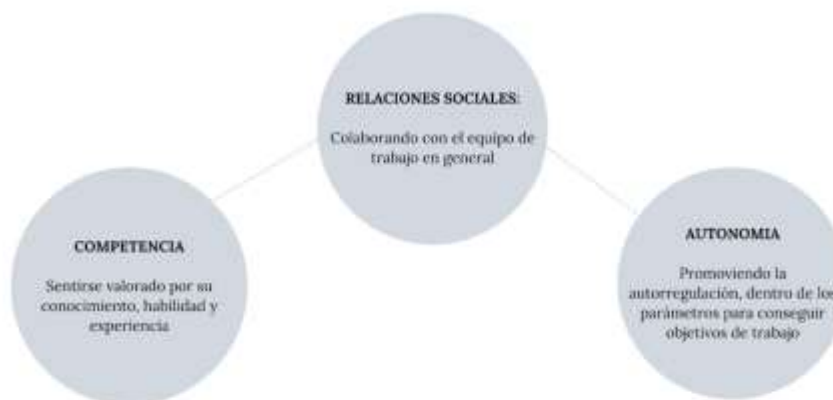 RELACIONES SOCIALES:
Colaborando con el equipo de
trabajo en general
COMPETENCIA
Sentirse valorado por su
conocimiento, habilidad y
experiencia
AUTONOMIA
Promoviendo la
autorregulación, dentro de los
parámetros para conseguir
objetivos de trabajo